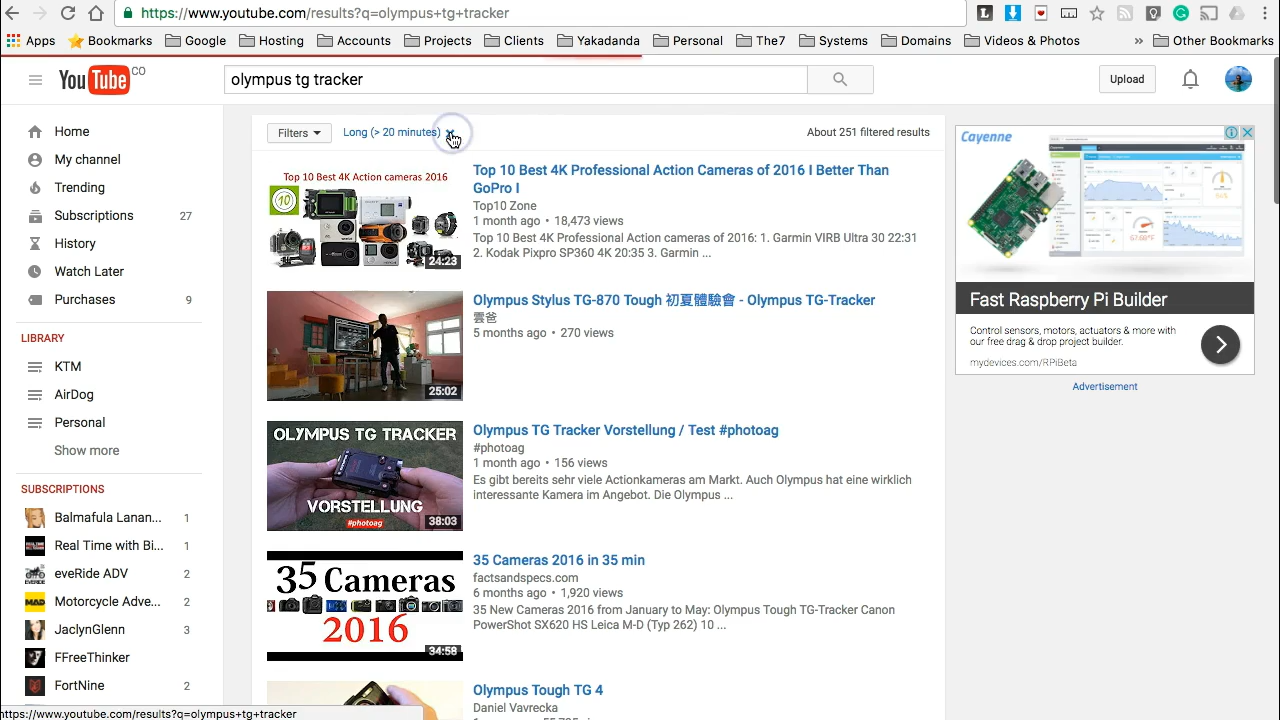 https://www.youtube.com/results?q=olympus+tg+tracker
Apps Bookmarks Google Hosting Accounts Projects Clients Yakadanda Personal The7 Systems Domains Videos & Photos » Other Bookmarks
YouTube CO
olympus tg tracker
Upload
Home
My channel
Trending
Subscriptions 27
History
Watch Later
Purchases 9
LIBRARY
KTM
AirDog
Personal
Show more
SUBSCRIPTIONS
Balmafula Lanan... 1
Real Time with Bi... 1
eveRide ADV 2
Motorcycle Adve... 2
JaclynGlenn 3
FFreeThinker
FortNine 2
Filters
Long (> 20 minutes)
About 251 filtered results
Top 10 Best 4K Action Cameras 2016
24:23
Top 10 Best 4K Professional Action Cameras of 2016 I Better Than
GoPro I
Top10 Zone
1 month ago • 18,473 views
Top 10 Best 4K Professional Action cameras of 2016: 1. Garmin VIRB Ultra 30 22:31
2. Kodak Pixpro SP360 4K 20:35 3. Garmin ...
25:02
Olympus Stylus TG-870 Tough 初夏體驗會 - Olympus TG-Tracker
雲爸
5 months ago • 270 views
OLYMPUS TG TRACKER
VORSTELLUNG
#photoag
38:03
Olympus TG Tracker Vorstellung / Test #photoag
#photoag
1 month ago • 156 views
Es gibt bereits sehr viele Actionkameras am Markt. Auch Olympus hat eine wirklich
interessante Kamera im Angebot. Die Olympus ...
35 Cameras
2016
34:58
35 Cameras 2016 in 35 min
factsandspecs.com
6 months ago • 1,920 views
35 New Cameras 2016 from January to May: Olympus Tough TG-Tracker Canon
PowerShot SX620 HS Leica M-D (Typ 262) 10 ...
Olympus Tough TG 4
Daniel Vavrecka
Cayenne
Fast Raspberry Pi Builder
Control sensors, motors, actuators & more with
our free drag & drop project builder.
mydevices.com/RPiBeta
Advertisement
https://www.youtube.com/results?q=olympus+tg+tracker